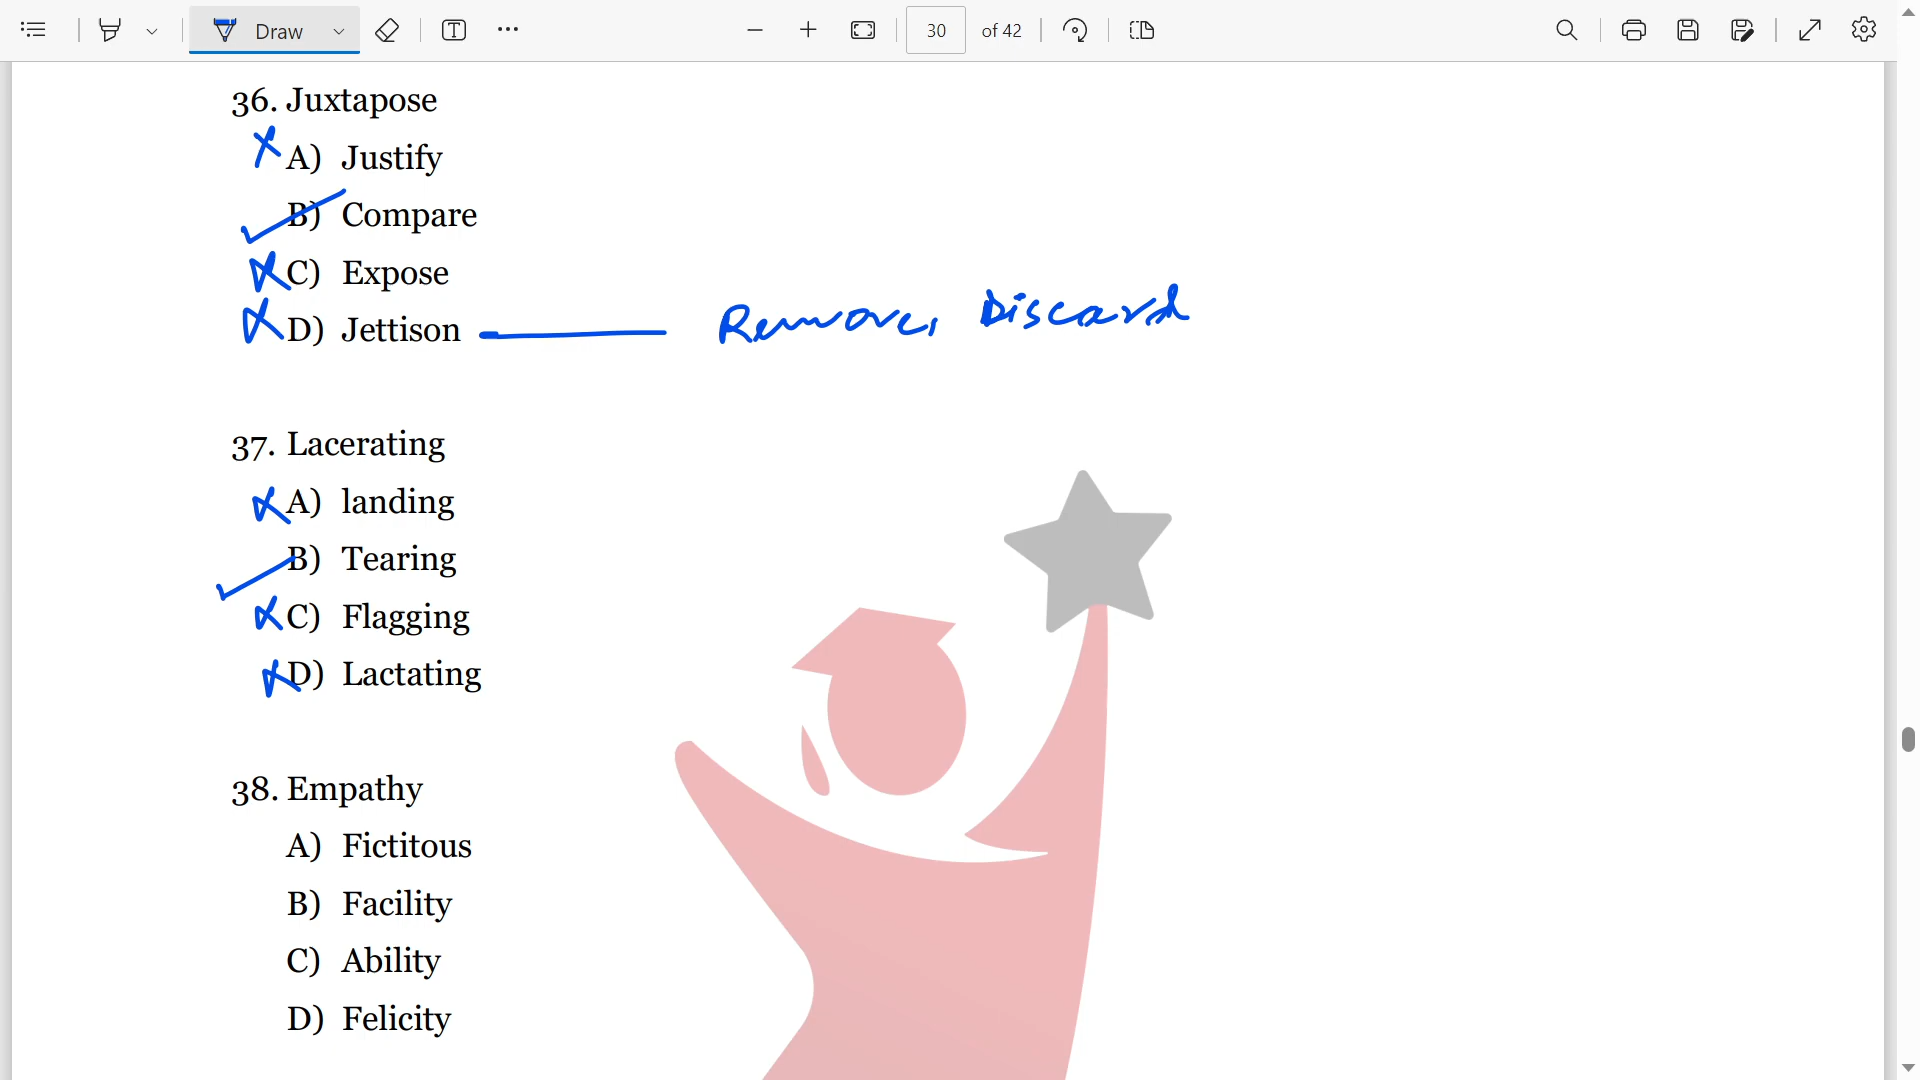 Draw
30 of 42
36. Juxtapose
A) Justify
B) Compare
C) Expose
D) Jettison Remove, Discard
37. Lacerating
A) landing
B) Tearing
C) Flagging
D) Lactating
38. Empathy
A) Fictitous
B) Facility
C) Ability
D) Felicity